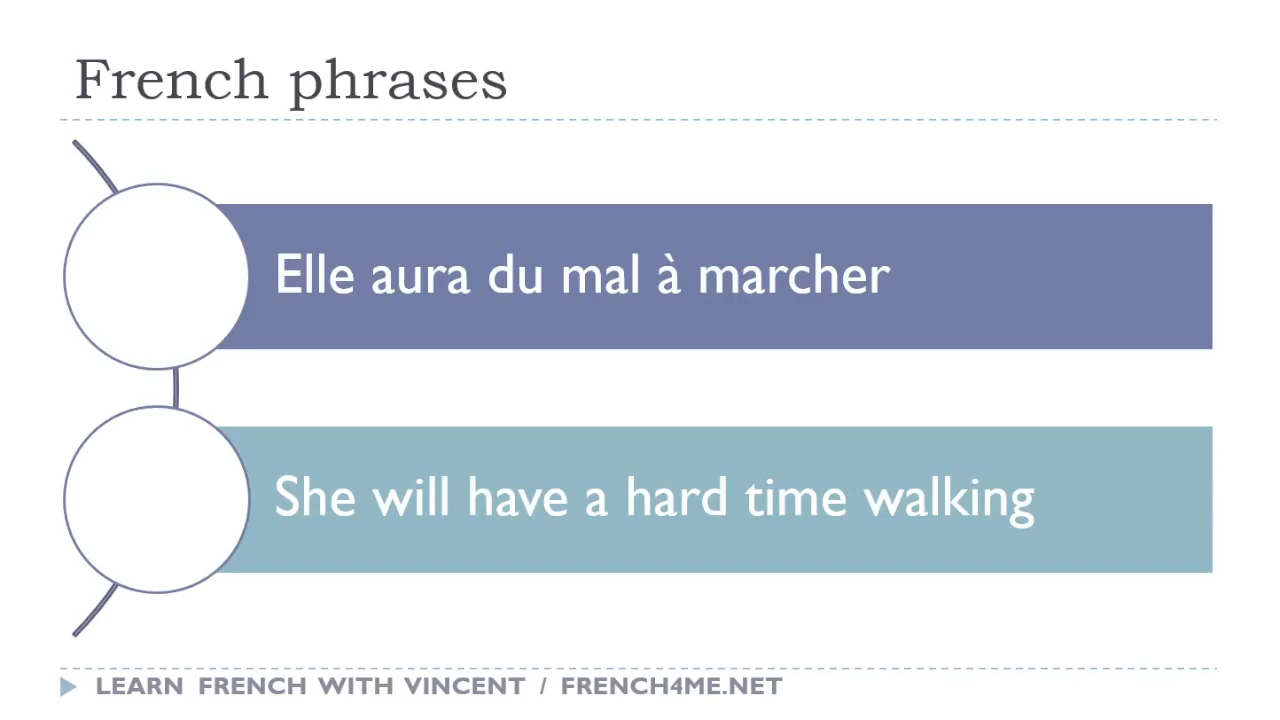 French phrases
Elle aura du mal à marcher
She will have a hard time walking
LEARN FRENCH WITH VINCENT / FRENCH4ME.NET